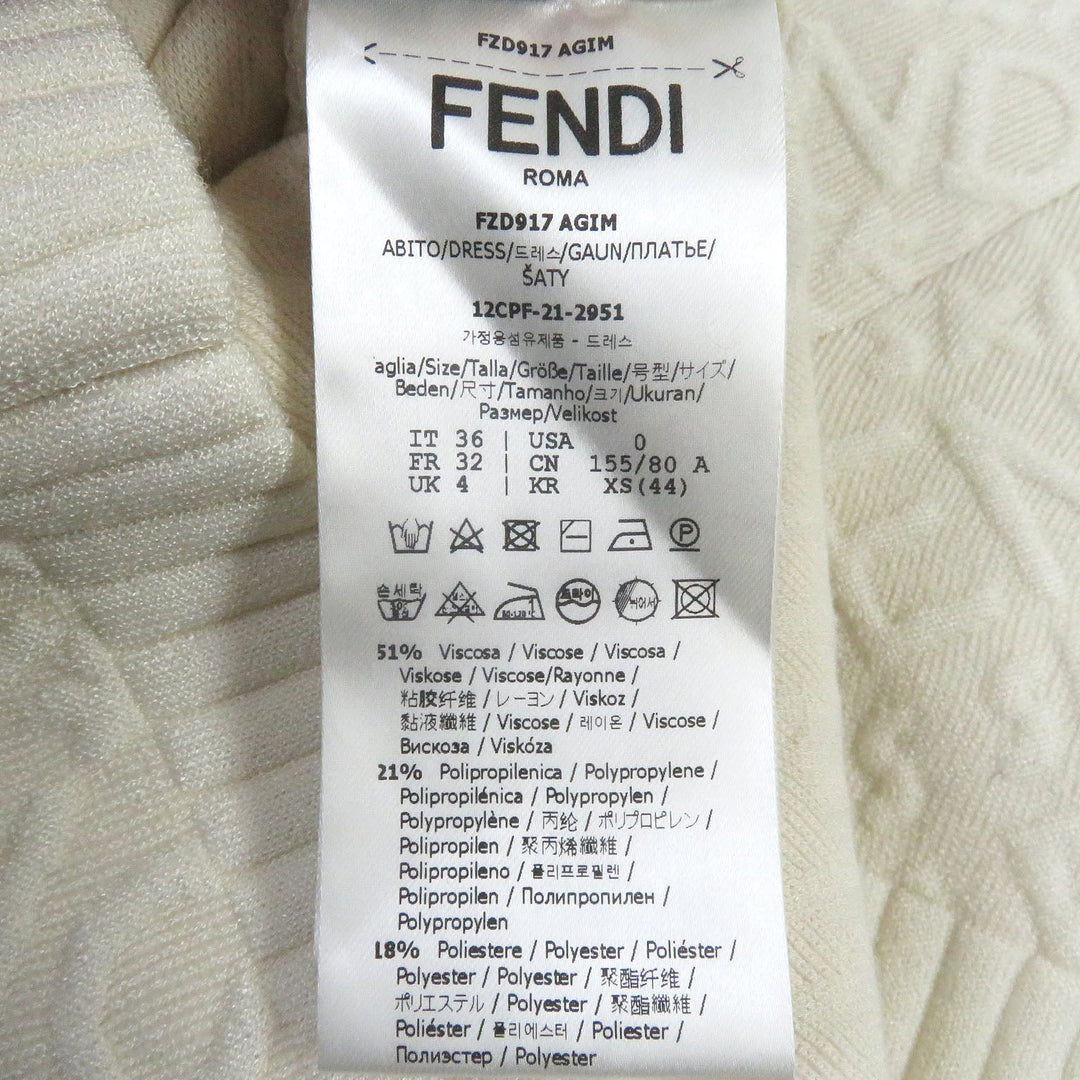 FZD917 AGIM
FENDI
ROMA
FZD917 AGIM
ABITO/DRESS/드레스/GAUN/ПЛАТЬЕ/
ŠATY
12CPF-21-2951
가정용섬유제품 - 드레스
aglia/Size/Talla/Größe/Taille/号型/サイズ/
Beden/尺寸/Tamanho/크기/Ukuran/
Размер/Velikost
IT 36 | USA 0
FR 32 | CN 155/80 A
UK 4 | KR XS(44)
P
손세탁
드라이
51% Viscosa / Viscose / Viscosa /
Viskose / Viscose/Rayonne /
粘胶纤维 / レーヨン / Viskoz /
黏液纖維 / Viscose / 레이온 / Viscose /
Вискоза / Viskóza
21% Polipropilenica / Polypropylene /
Polipropilénica / Polypropylen /
Polypropylène / 丙纶 / ポリプロピレン /
Polipropilen / 聚丙烯纖維 /
Polipropileno / 폴리프로필렌 /
Polipropilen / Полипропилен /
Polypropylen
18% Poliestere / Polyester / Poliéster /
Polyester / Polyester / 聚酯纤维 /
ポリエステル / Polyester / 聚酯纖維 /
Poliéster / 폴리에스터 / Poliester /
Полиэстер / Polyester